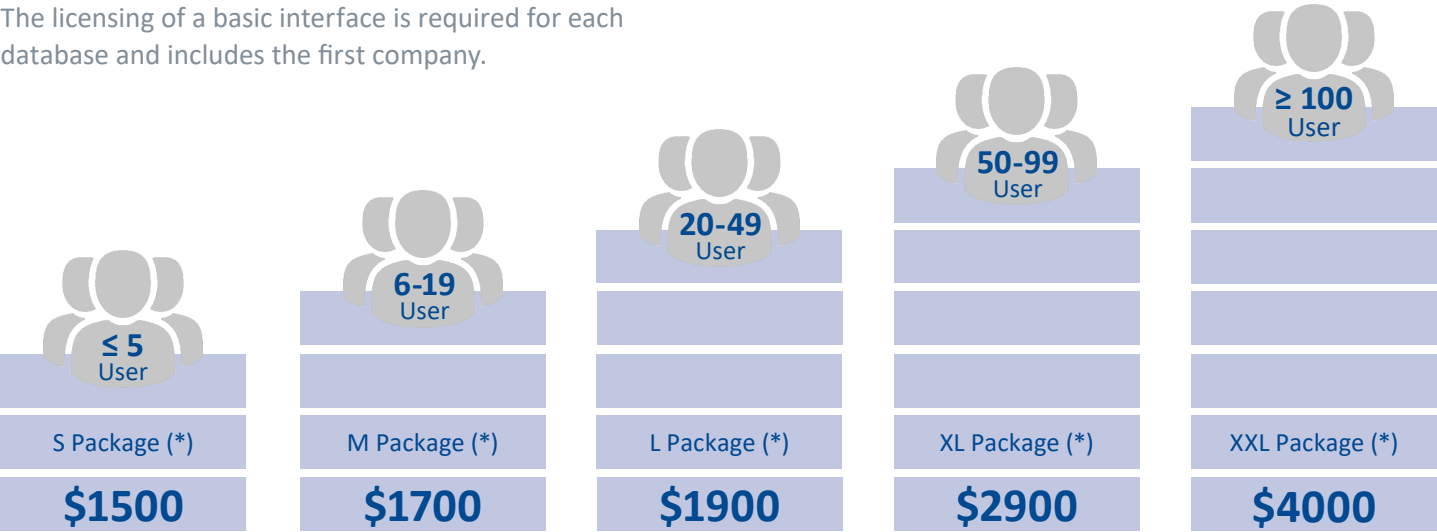 The licensing of a basic interface is required for each
database and includes the first company.
≤ 5
User
S Package (*)
$1500
6-19
User
M Package (*)
$1700
20-49
User
L Package (*)
$1900
50-99
User
XL Package (*)
$2900
≥ 100
User
XXL Package (*)
$4000